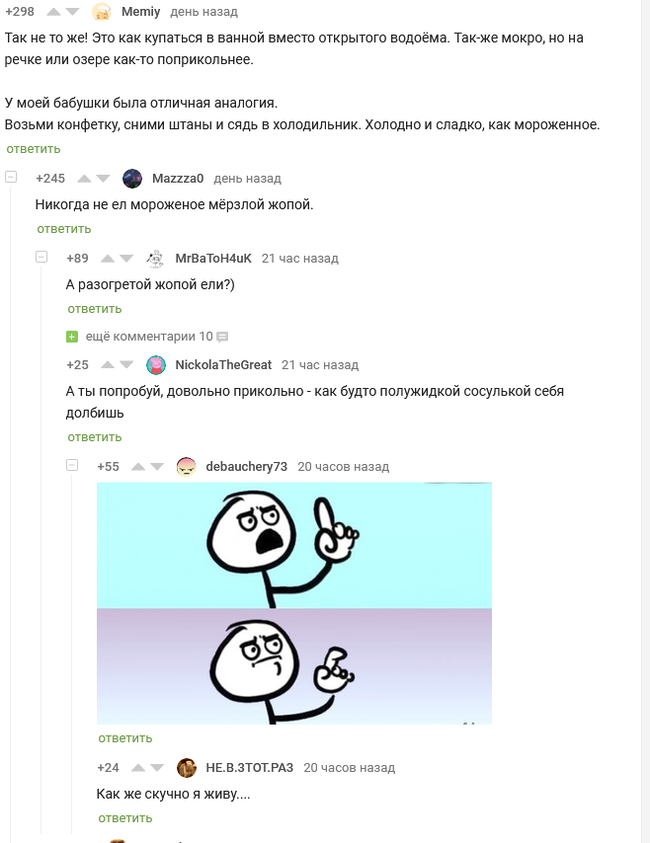 +298 Memiy день назад
Так не то же! Это как купаться в ванной вместо открытого водоёма. Так-же мокро, но на
речке или озере как-то поприкольнее.
У моей бабушки была отличная аналогия.
Возьми конфетку, сними штаны и сядь в холодильник. Холодно и сладко, как мороженное.
ответить
+245 Mazzza0 день назад
Никогда не ел мороженое мёрзлой жопой.
ответить
+89 MrBaToH4uK 21 час назад
А разогретой жопой ели?)
ответить
ещё комментарии 10
+25 NickolaTheGreat 21 час назад
А ты попробуй, довольно прикольно - как будто полужидкой сосулькой себя
долбишь
ответить
+55 debauchery73 20 часов назад
ответить
+24 HE.B.3TOT.PA3 20 часов назад
Как же скучно я живу....
ответить